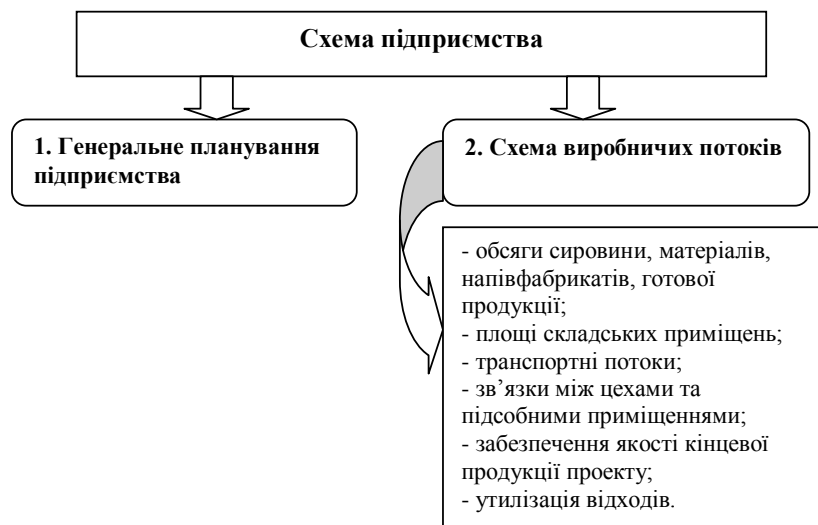 Схема підприємства
1. Генеральне планування
підприємства
2. Схема виробничих потоків
- обсяги сировини, матеріалів,
напівфабрикатів, готової
продукції;
- площі складських приміщень;
- транспортні потоки;
- зв’язки між цехами та
підсобними приміщеннями;
- забезпечення якості кінцевої
продукції проекту;
- утилізація відходів.